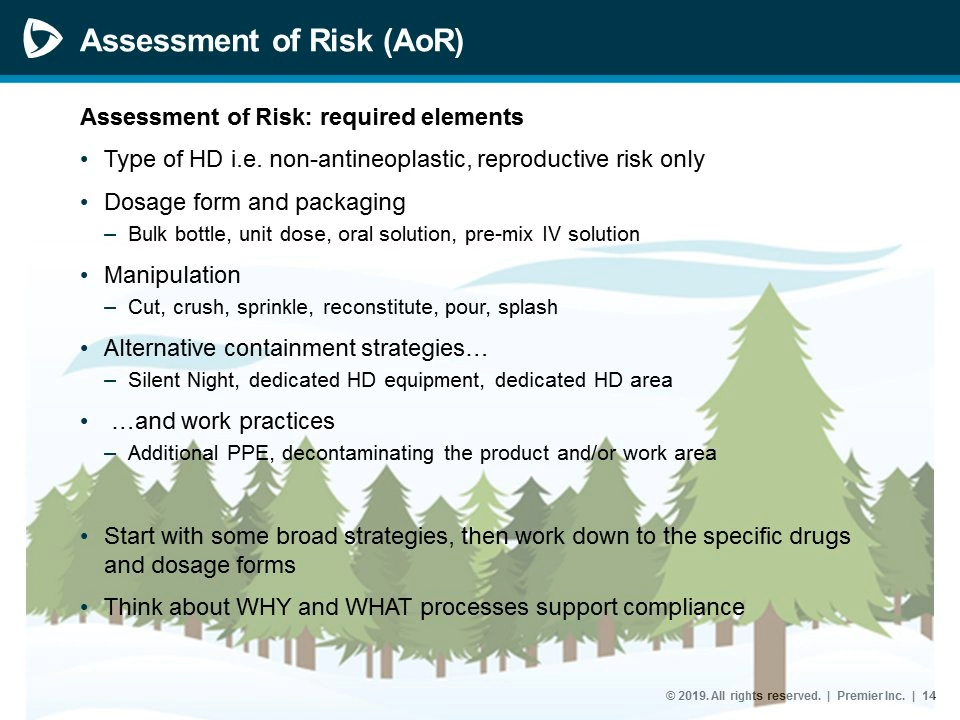 Assessment of Risk (AoR)
Assessment of Risk: required elements
• Type of HD i.e. non-antineoplastic, reproductive risk only
• Dosage form and packaging
– Bulk bottle, unit dose, oral solution, pre-mix IV solution
• Manipulation
– Cut, crush, sprinkle, reconstitute, pour, splash
• Alternative containment strategies…
– Silent Night, dedicated HD equipment, dedicated HD area
• …and work practices
– Additional PPE, decontaminating the product and/or work area
• Start with some broad strategies, then work down to the specific drugs
and dosage forms
• Think about WHY and WHAT processes support compliance
© 2019. All rights reserved. | Premier Inc. | 14